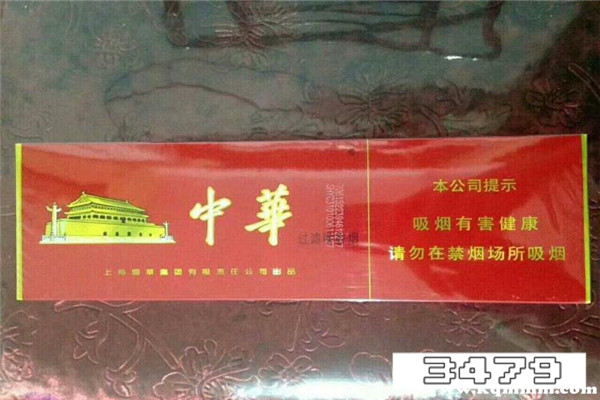 中華
过滤嘴香烟
上海烟草集团有限责任公司出品
本公司提示
吸烟有害健康
请勿在禁烟场所吸烟
3479